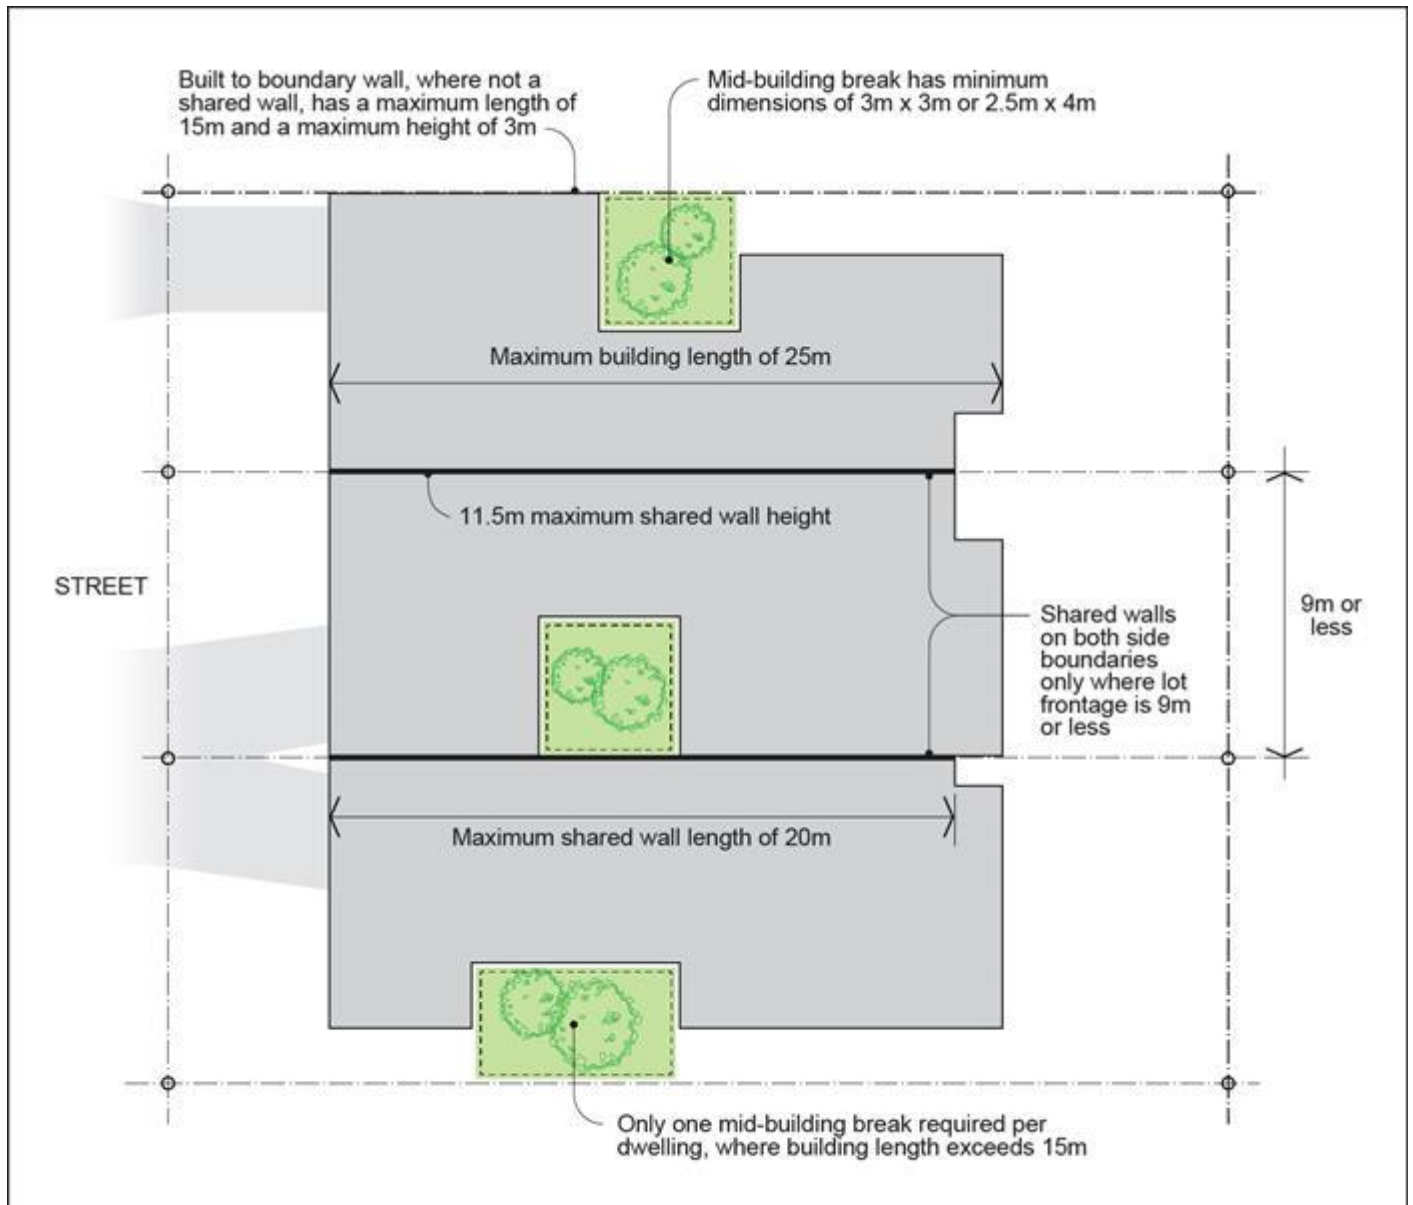 Built to boundary wall, where not a
shared wall, has a maximum length of
15m and a maximum height of 3m
Mid-building break has minimum
dimensions of 3m x 3m or 2.5m x 4m
Maximum building length of 25m
11.5m maximum shared wall height
STREET
Shared walls
on both side
boundaries
only where lot
frontage is 9m
or less
9m or
less
Maximum shared wall length of 20m
Only one mid-building break required per
dwelling, where building length exceeds 15m